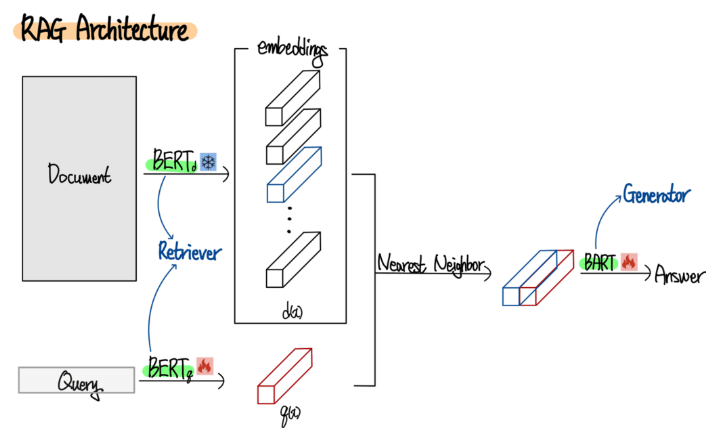 RAG Architecture
embeddings
Document
BERT_d
Retriever
d(z)
Generator
Nearest Neighbor
BART
Answer
BERT_q
Query
q(x)